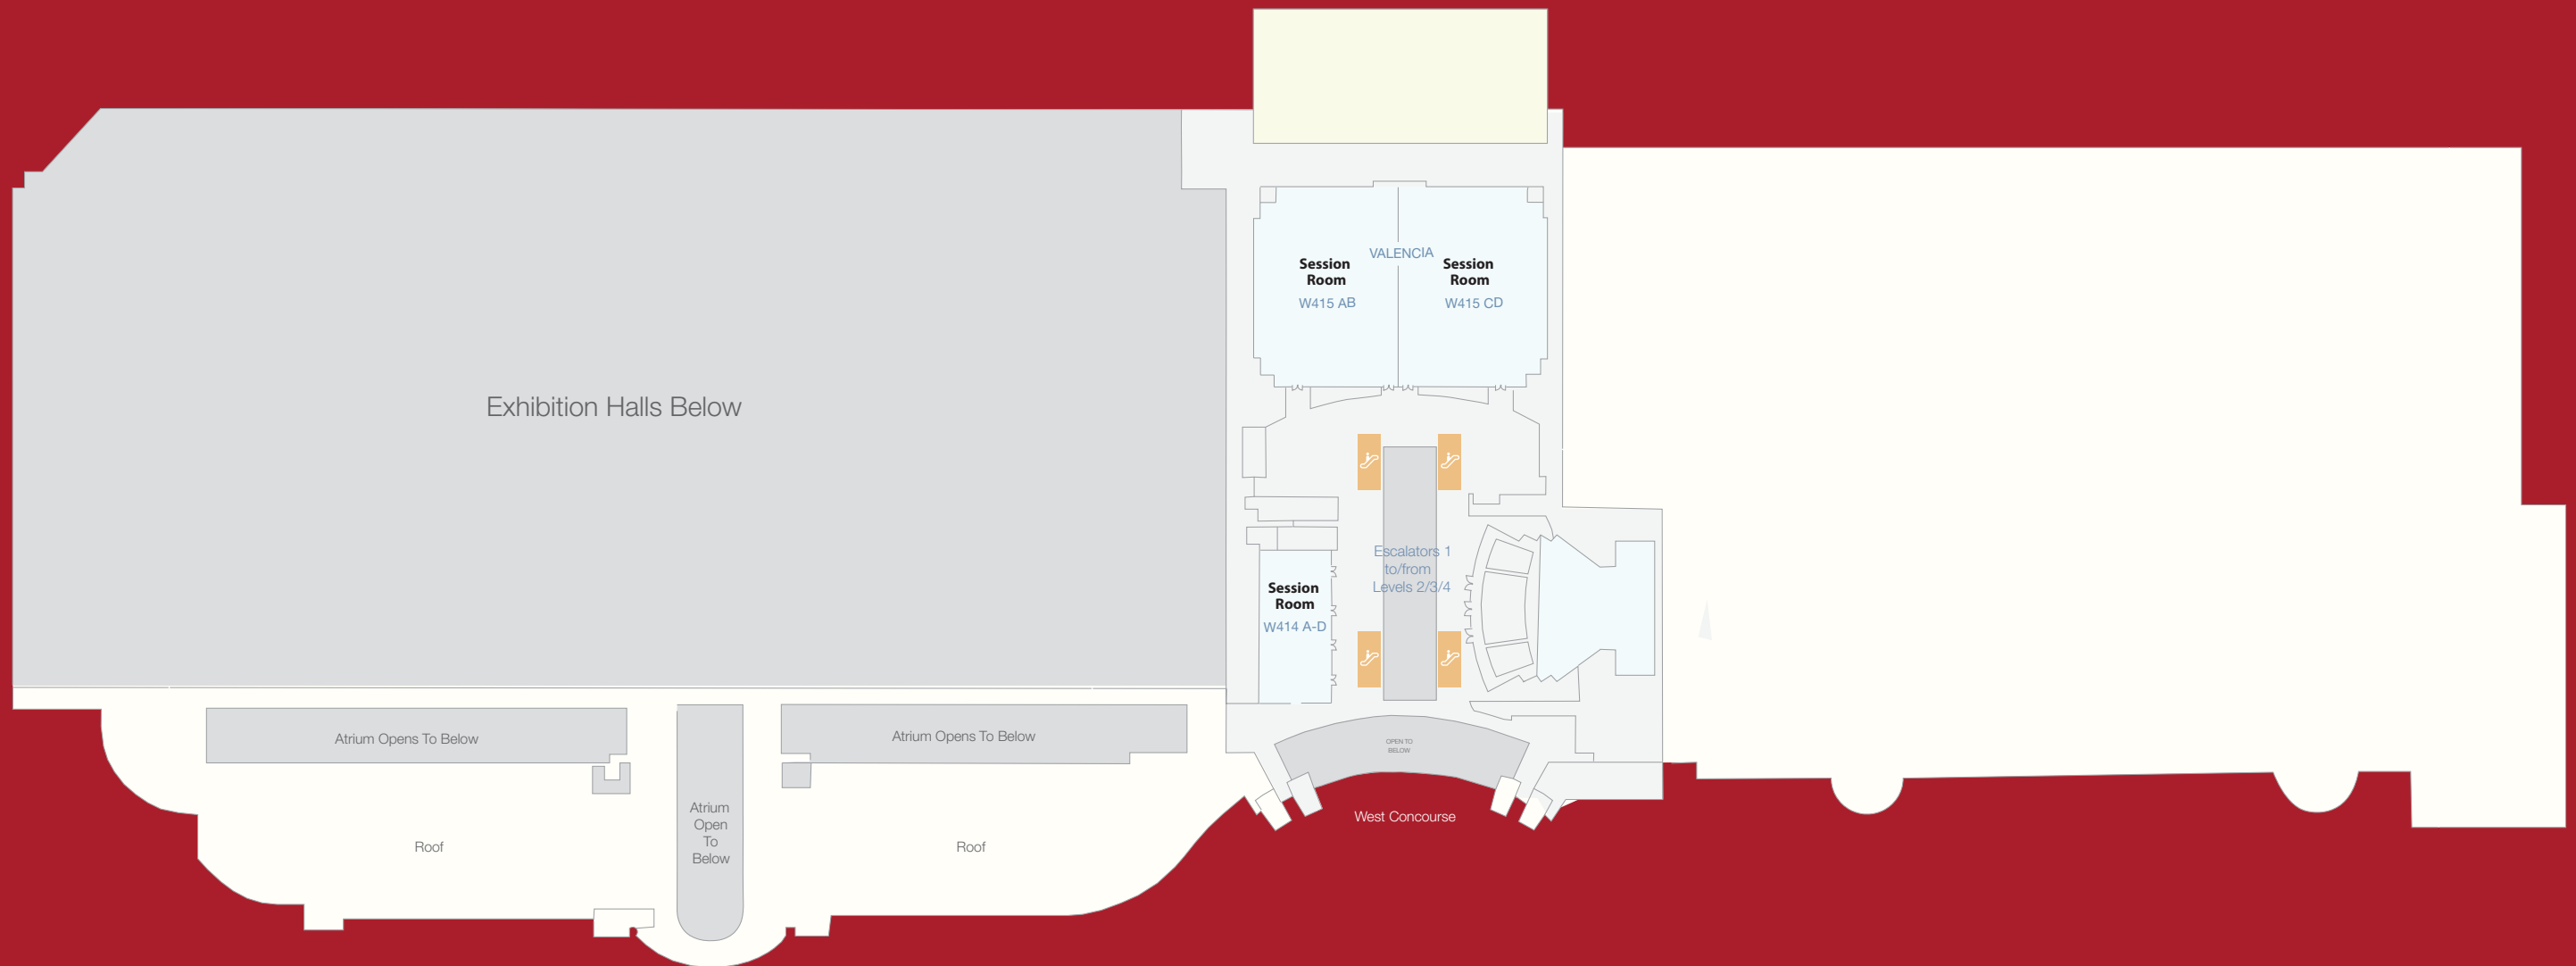 Exhibition Halls Below
VALENCIA
Session
Room
W415 AB
Session
Room
W415 CD
Escalators 1
to/from
Levels 2/3/4
Session
Room
W414 A-D
Atrium Opens To Below
Atrium Opens To Below
OPEN TO
BELOW
Atrium
Open
To
Below
West Concourse
Roof
Roof